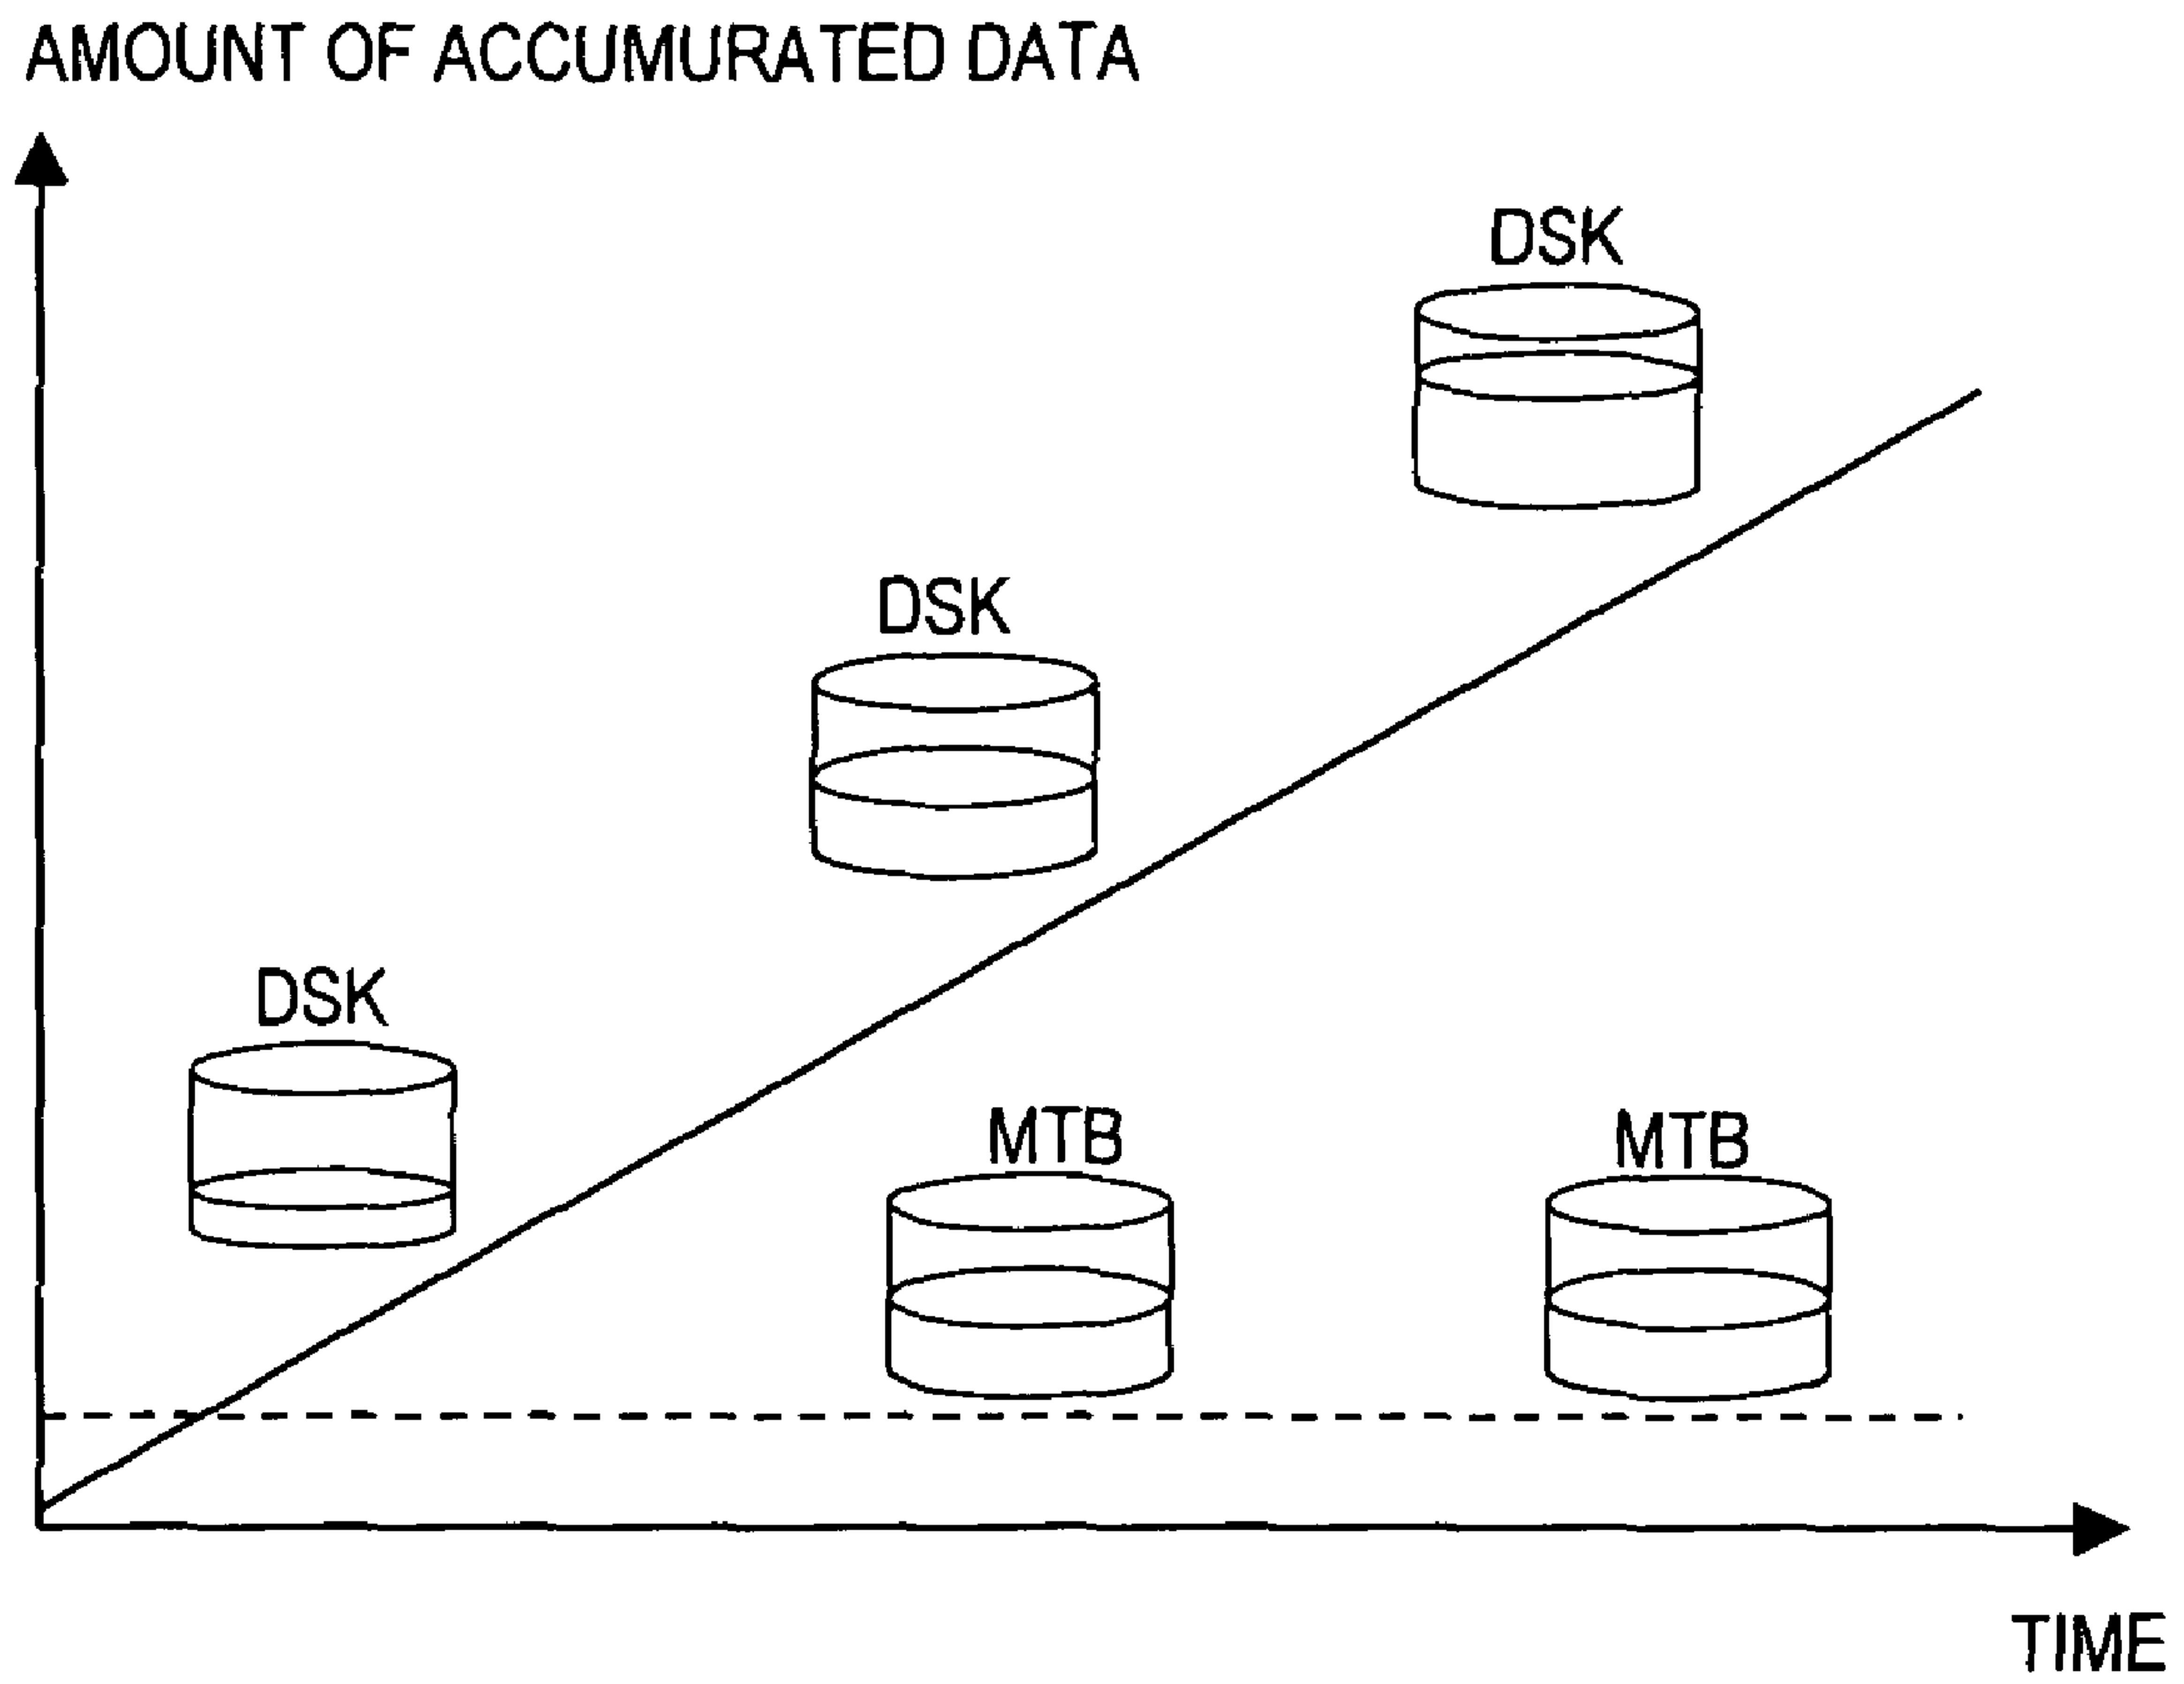 AMOUNT OF ACCUMURATED DATA
DSK
DSK
DSK
MTB
MTB
TIME